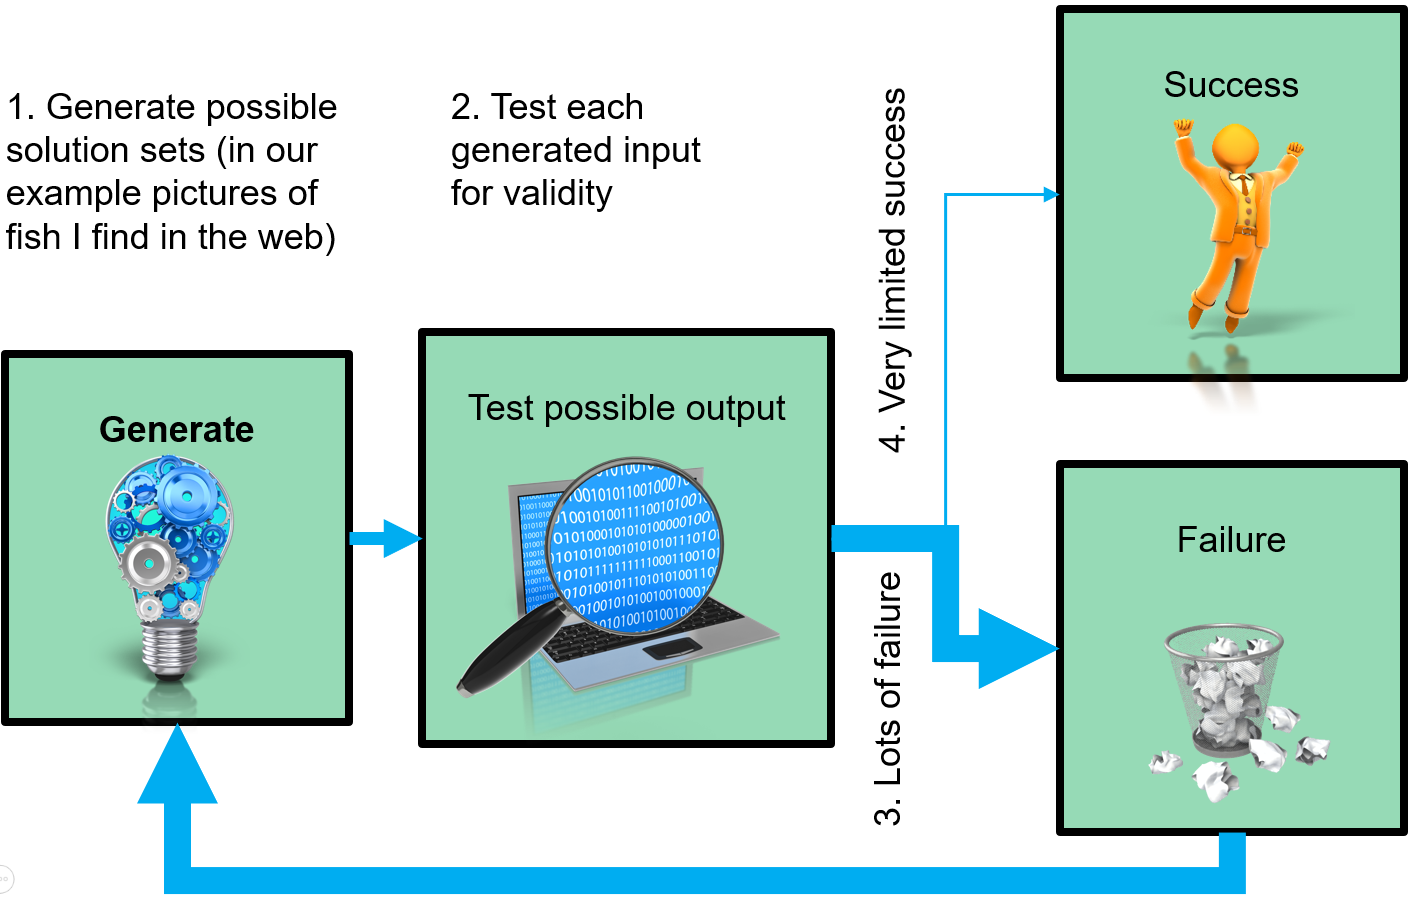 1. Generate possible
solution sets (in our
example pictures of
fish I find in the web)
2. Test each
generated input
for validity
Generate
Test possible output
3. Lots of failure
4. Very limited success
Success
Failure